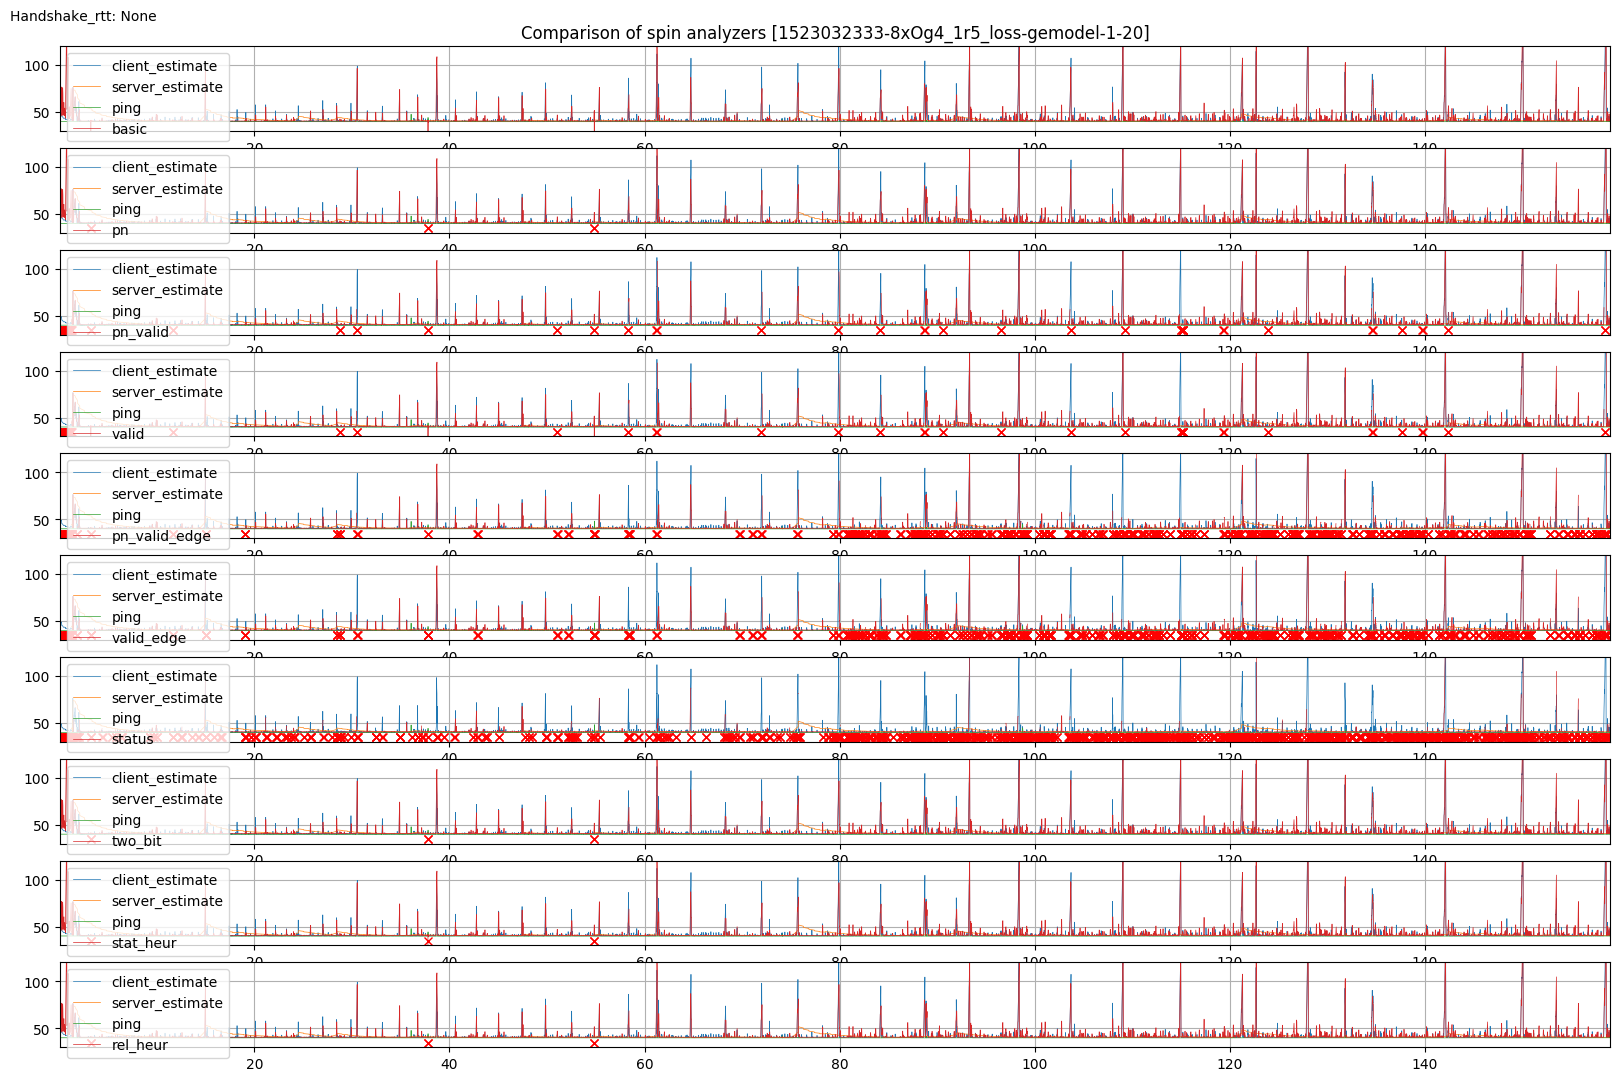 Handshake_rtt: None
Comparison of spin analyzers [1523032333-8xOg4_1r5_loss-gemodel-1-20]
100
50
client_estimate
server_estimate
ping
basic
20 40 60 80 100 120 140
100
50
client_estimate
server_estimate
ping
pn
20 40 60 80 100 120 140
100
50
client_estimate
server_estimate
ping
pn_valid
20 40 60 80 100 120 140
100
50
client_estimate
server_estimate
ping
valid
20 40 60 80 100 120 140
100
50
client_estimate
server_estimate
ping
pn_valid_edge
20 40 60 80 100 120 140
100
50
client_estimate
server_estimate
ping
valid_edge
20 40 60 80 100 120 140
100
50
client_estimate
server_estimate
ping
status
20 40 60 80 100 120 140
100
50
client_estimate
server_estimate
ping
two_bit
20 40 60 80 100 120 140
100
50
client_estimate
server_estimate
ping
stat_heur
20 40 60 80 100 120 140
100
50
client_estimate
server_estimate
ping
rel_heur
20 40 60 80 100 120 140